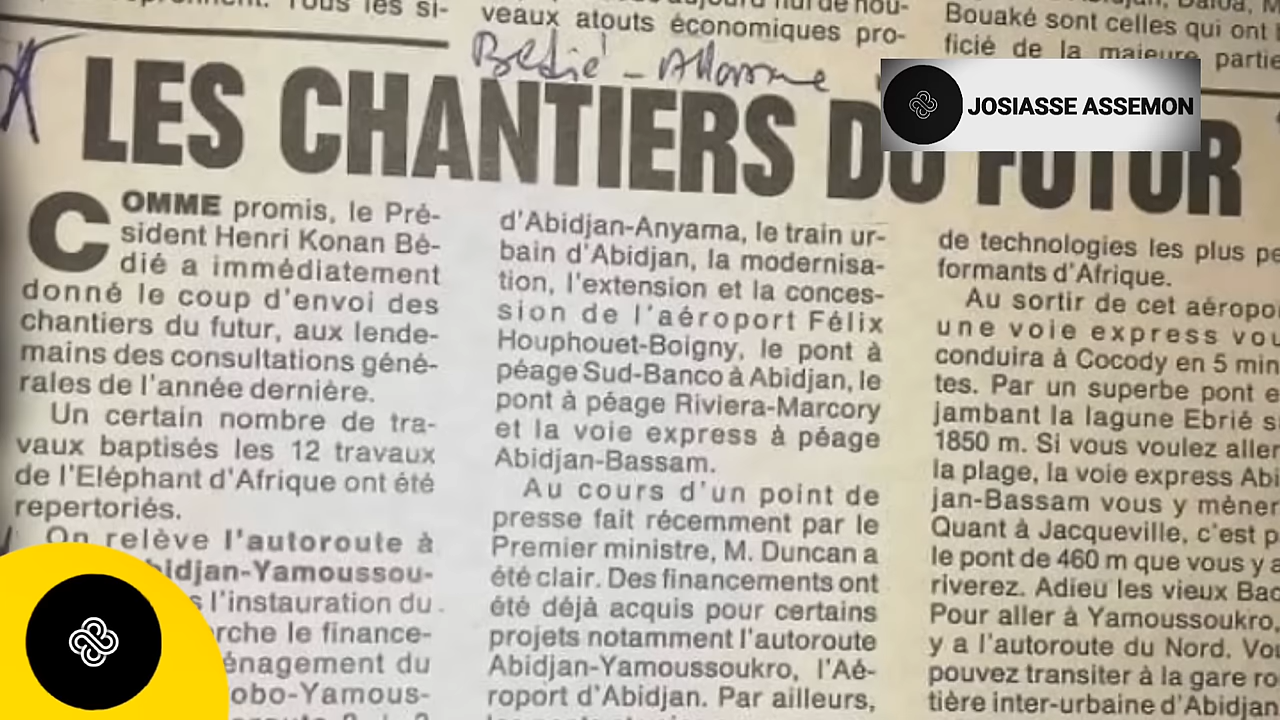 Tous les si-
veaux atouts économiques pro-
Bouaké sont celles qui ont
ficié de la majeure partie
Bédié - Allassane
LES CHANTIERS DU FUTUR
JOSIASSE ASSEMON
COMME promis, le Pré-
sident Henri Konan Bé-
dié a immédiatement
donné le coup d'envoi des
chantiers du futur, aux lende-
mains des consultations géné-
rales de l'année dernière.
Un certain nombre de tra-
vaux baptisés les 12 travaux
de l'Eléphant d'Afrique ont été
repertoriés.
On relève l'autoroute à
bidjan-Yamoussou-
s l'instauration du
rche le finance-
énagement du
obo-Yamous-
d'Abidjan-Anyama, le train ur-
bain d'Abidjan, la modernisa-
tion, l'extension et la conces-
sion de l'aéroport Félix
Houphouet-Boigny, le pont à
péage Sud-Banco à Abidjan, le
pont à péage Riviera-Marcory
et la voie express à péage
Abidjan-Bassam.
Au cours d'un point de
presse fait récemment par le
Premier ministre, M. Duncan a
été clair. Des financements ont
été déjà acquis pour certains
projets notamment l'autoroute
Abidjan-Yamoussoukro, l'Aé-
roport d'Abidjan. Par ailleurs,
de technologies les plus pe
formants d'Afrique.
Au sortir de cet aéropo
une voie express vou
conduira à Cocody en 5 min
tes. Par un superbe pont e
jambant la lagune Ebrié s
1850 m. Si vous voulez aller
la plage, la voie express Abi
jan-Bassam vous y mèner
Quant à Jacqueville, c'est p
le pont de 460 m que vous y a
riverez. Adieu les vieux Bac
Pour aller à Yamoussoukro,
y a l'autoroute du Nord. Vou
pouvez transiter à la gare ro
tière inter-urbaine d'Abidjan